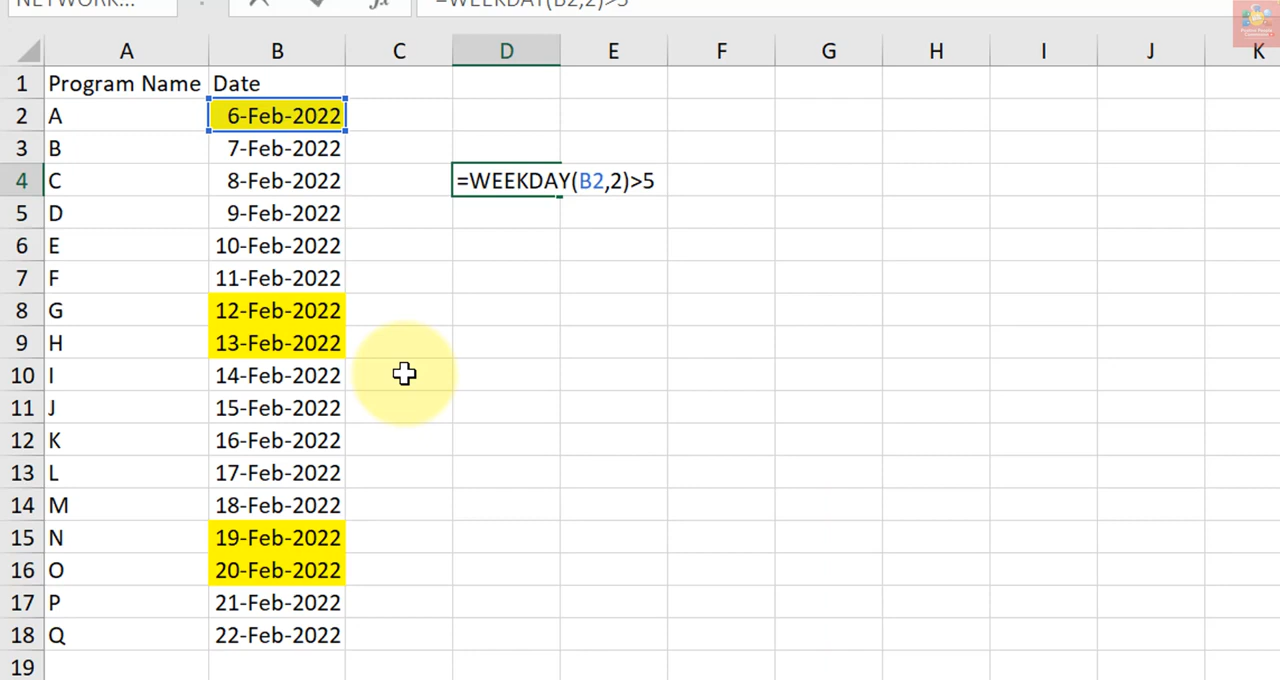 NETWORK... fx =WEEKDAY(B2,2)>5
A B C D E F G H I J K
1 Program Name Date
2 A 6-Feb-2022
3 B 7-Feb-2022
4 C 8-Feb-2022 =WEEKDAY(B2,2)>5
5 D 9-Feb-2022
6 E 10-Feb-2022
7 F 11-Feb-2022
8 G 12-Feb-2022
9 H 13-Feb-2022
10 I 14-Feb-2022
11 J 15-Feb-2022
12 K 16-Feb-2022
13 L 17-Feb-2022
14 M 18-Feb-2022
15 N 19-Feb-2022
16 O 20-Feb-2022
17 P 21-Feb-2022
18 Q 22-Feb-2022
19